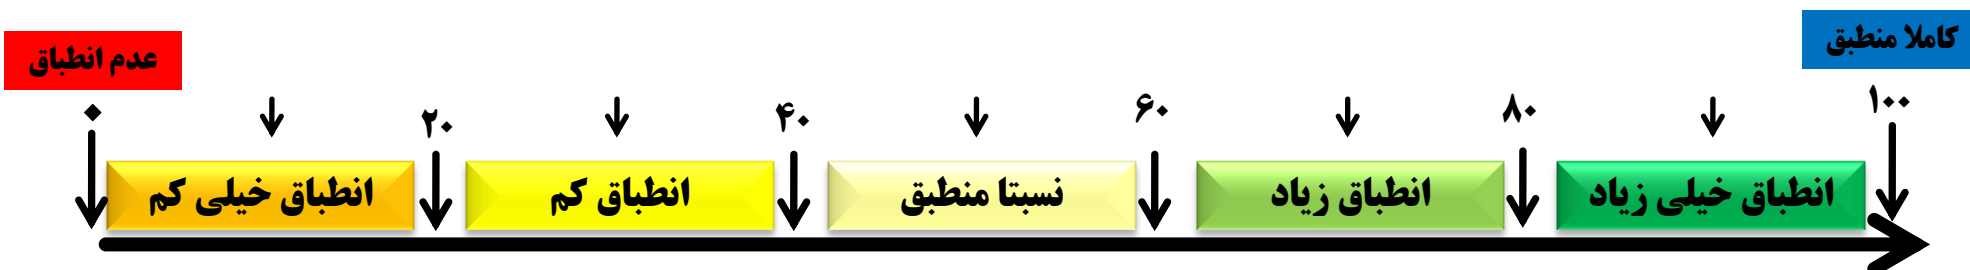 کاملا منطبق
عدم انطباق
۰
۲۰
۴۰
۶۰
۸۰
۱۰۰
انطباق خیلی کم
انطباق کم
نسبتا منطبق
انطباق زیاد
انطباق خیلی زیاد